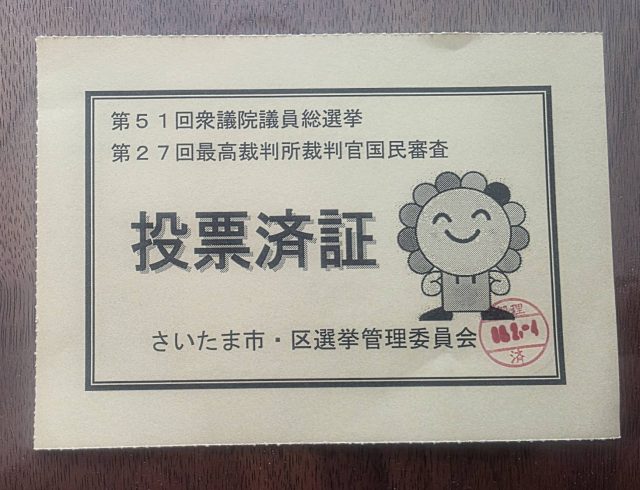 第５１回衆議院議員総選挙
第２７回最高裁判所裁判官国民審査
投票済証
さいたま市・区選挙管理委員会
済